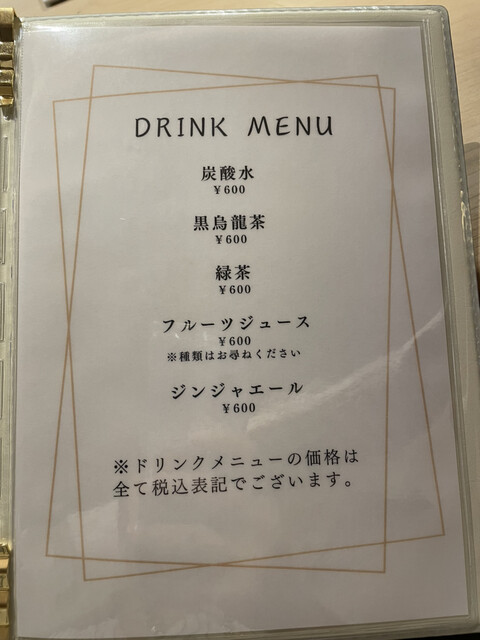 DRINK MENU
炭酸水
￥600
黒烏龍茶
￥600
緑茶
￥600
フルーツジュース
￥600
※種類はお尋ねください
ジンジャエール
￥600
※ドリンクメニューの価格は
全て税込表記でございます。